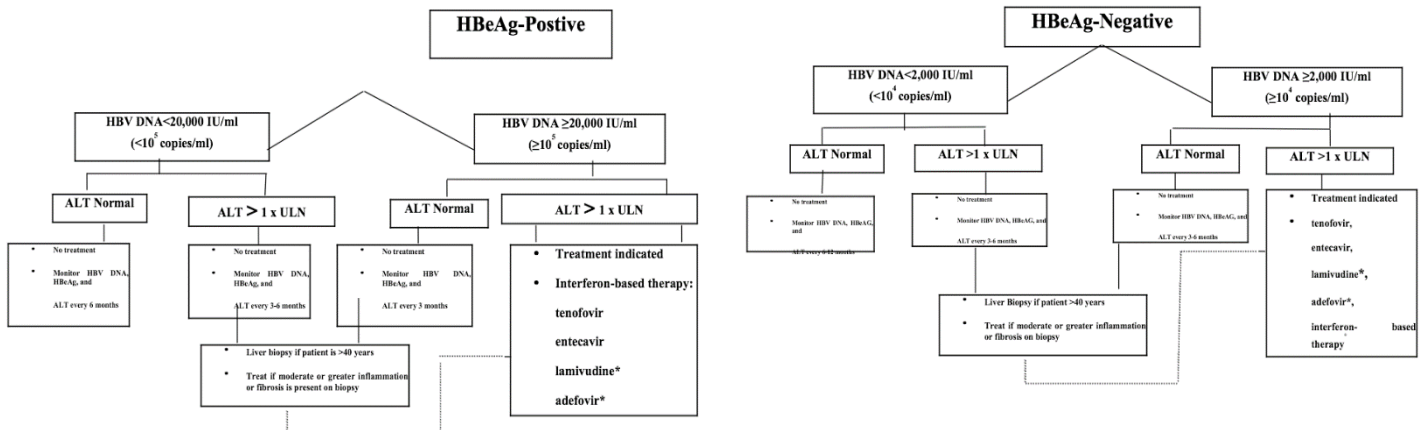 HBeAg-Postive
HBV DNA<20,000 IU/ml
(<10⁵ copies/ml)
HBV DNA ≥20,000 IU/ml
(≥10⁵ copies/ml)
ALT Normal
ALT > 1 x ULN
ALT Normal
ALT > 1 x ULN
• No treatment
• Monitor HBV DNA,
HBeAg, and
ALT every 6 months
• No treatment
• Monitor HBV DNA,
HBeAg, and
ALT every 3-6 months
• No treatment
• Monitor HBV DNA,
HBeAg, and
ALT every 3 months
• Treatment indicated
• Interferon-based therapy:
tenofovir
entecavir
lamivudine*
adefovir*
• Liver biopsy if patient is >40 years
• Treat if moderate or greater inflammation
or fibrosis is present on biopsy
HBeAg-Negative
HBV DNA<2,000 IU/ml
(<10⁴ copies/ml)
HBV DNA ≥2,000 IU/ml
(≥10⁴ copies/ml)
ALT Normal
ALT >1 x ULN
ALT Normal
ALT >1 x ULN
• No treatment
• Monitor HBV DNA, HBeAG,
and
ALT every 6-12 months
• No treatment
• Monitor HBV DNA, HBeAG, and
ALT every 3-6 months
• No treatment
• Monitor HBV DNA, HBeAG, and
ALT every 3-6 months
• Treatment indicated
• tenofovir,
entecavir,
lamivudine*,
adefovir*,
interferon- based
therapy*
• Liver Biopsy if patient >40 years
• Treat if moderate or greater inflammation
or fibrosis on biopsy